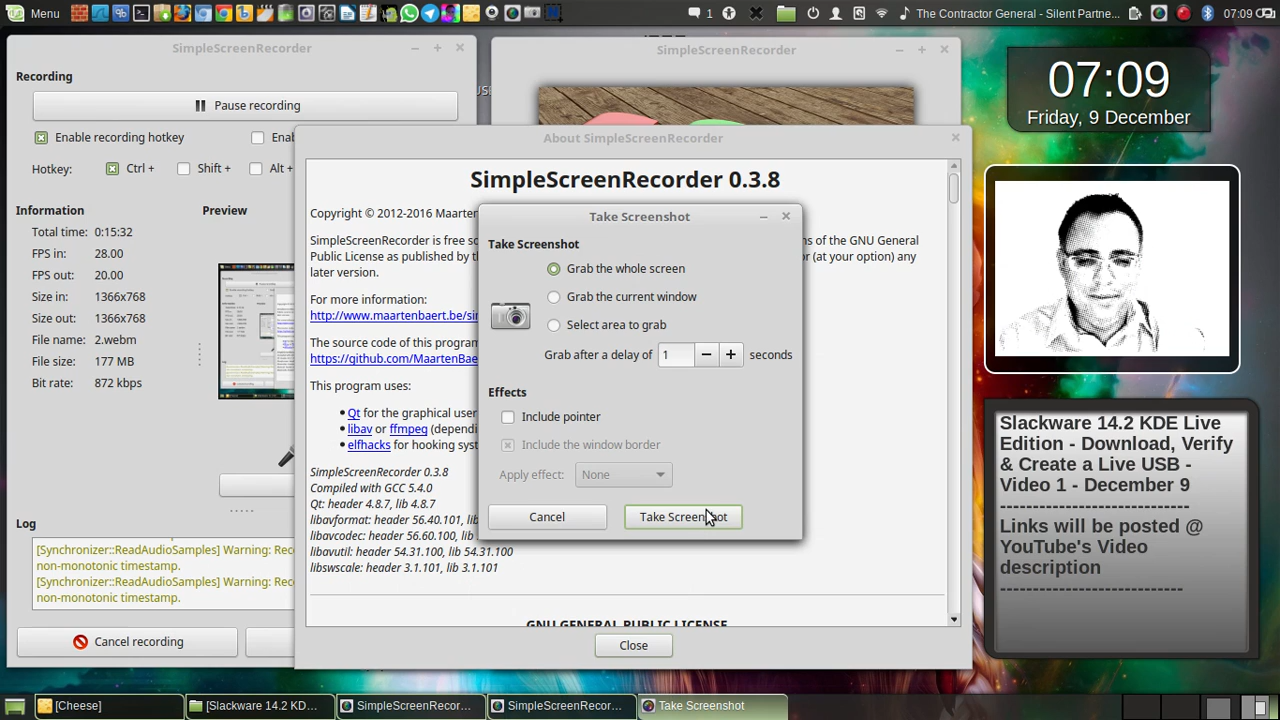 Menu
1
The Contractor General - Silent Partne...
07:09
SimpleScreenRecorder
Recording
Pause recording
Enable recording hotkey
Enab
Hotkey:
Ctrl +
Shift +
Alt +
Information
Preview
Total time: 0:15:32
FPS in: 28.00
FPS out: 20.00
Size in: 1366x768
Size out: 1366x768
File name: 2.webm
File size: 177 MB
Bit rate: 872 kbps
Log
[Synchronizer::ReadAudioSamples] Warning: Rec
non-monotonic timestamp.
[Synchronizer::ReadAudioSamples] Warning: Rec
non-monotonic timestamp.
Cancel recording
SimpleScreenRecorder
About SimpleScreenRecorder
SimpleScreenRecorder 0.3.8
Copyright © 2012-2016 Maarten
SimpleScreenRecorder is free so
ms of the GNU General
Public License as published by th
or (at your option) any
later version.
For more information:
http://www.maartenbaert.be/sim
The source code of this program
https://github.com/MaartenBae
This program uses:
Qt for the graphical user
libav or ffmpeg (dependi
elfhacks for hooking syst
SimpleScreenRecorder 0.3.8
Compiled with GCC 5.4.0
Qt: header 4.8.7, lib 4.8.7
libavformat: header 56.40.101, lib
libavcodec: header 56.60.100, lib
libavutil: header 54.31.100, lib 54.31.100
libswscale: header 3.1.101, lib 3.1.101
GNU GENERAL PUBLIC LICENSE
Close
Take Screenshot
Take Screenshot
Grab the whole screen
Grab the current window
Select area to grab
Grab after a delay of 1 seconds
Effects
Include pointer
Include the window border
Apply effect: None
Cancel
Take Screenshot
07:09
Friday, 9 December
Slackware 14.2 KDE Live
Edition - Download, Verify
& Create a Live USB -
Video 1 - December 9
---------------------------
Links will be posted @
YouTube's Video
description
--------------------------
[Cheese]
[Slackware 14.2 KD...
SimpleScreenRecor...
SimpleScreenRecor...
Take Screenshot